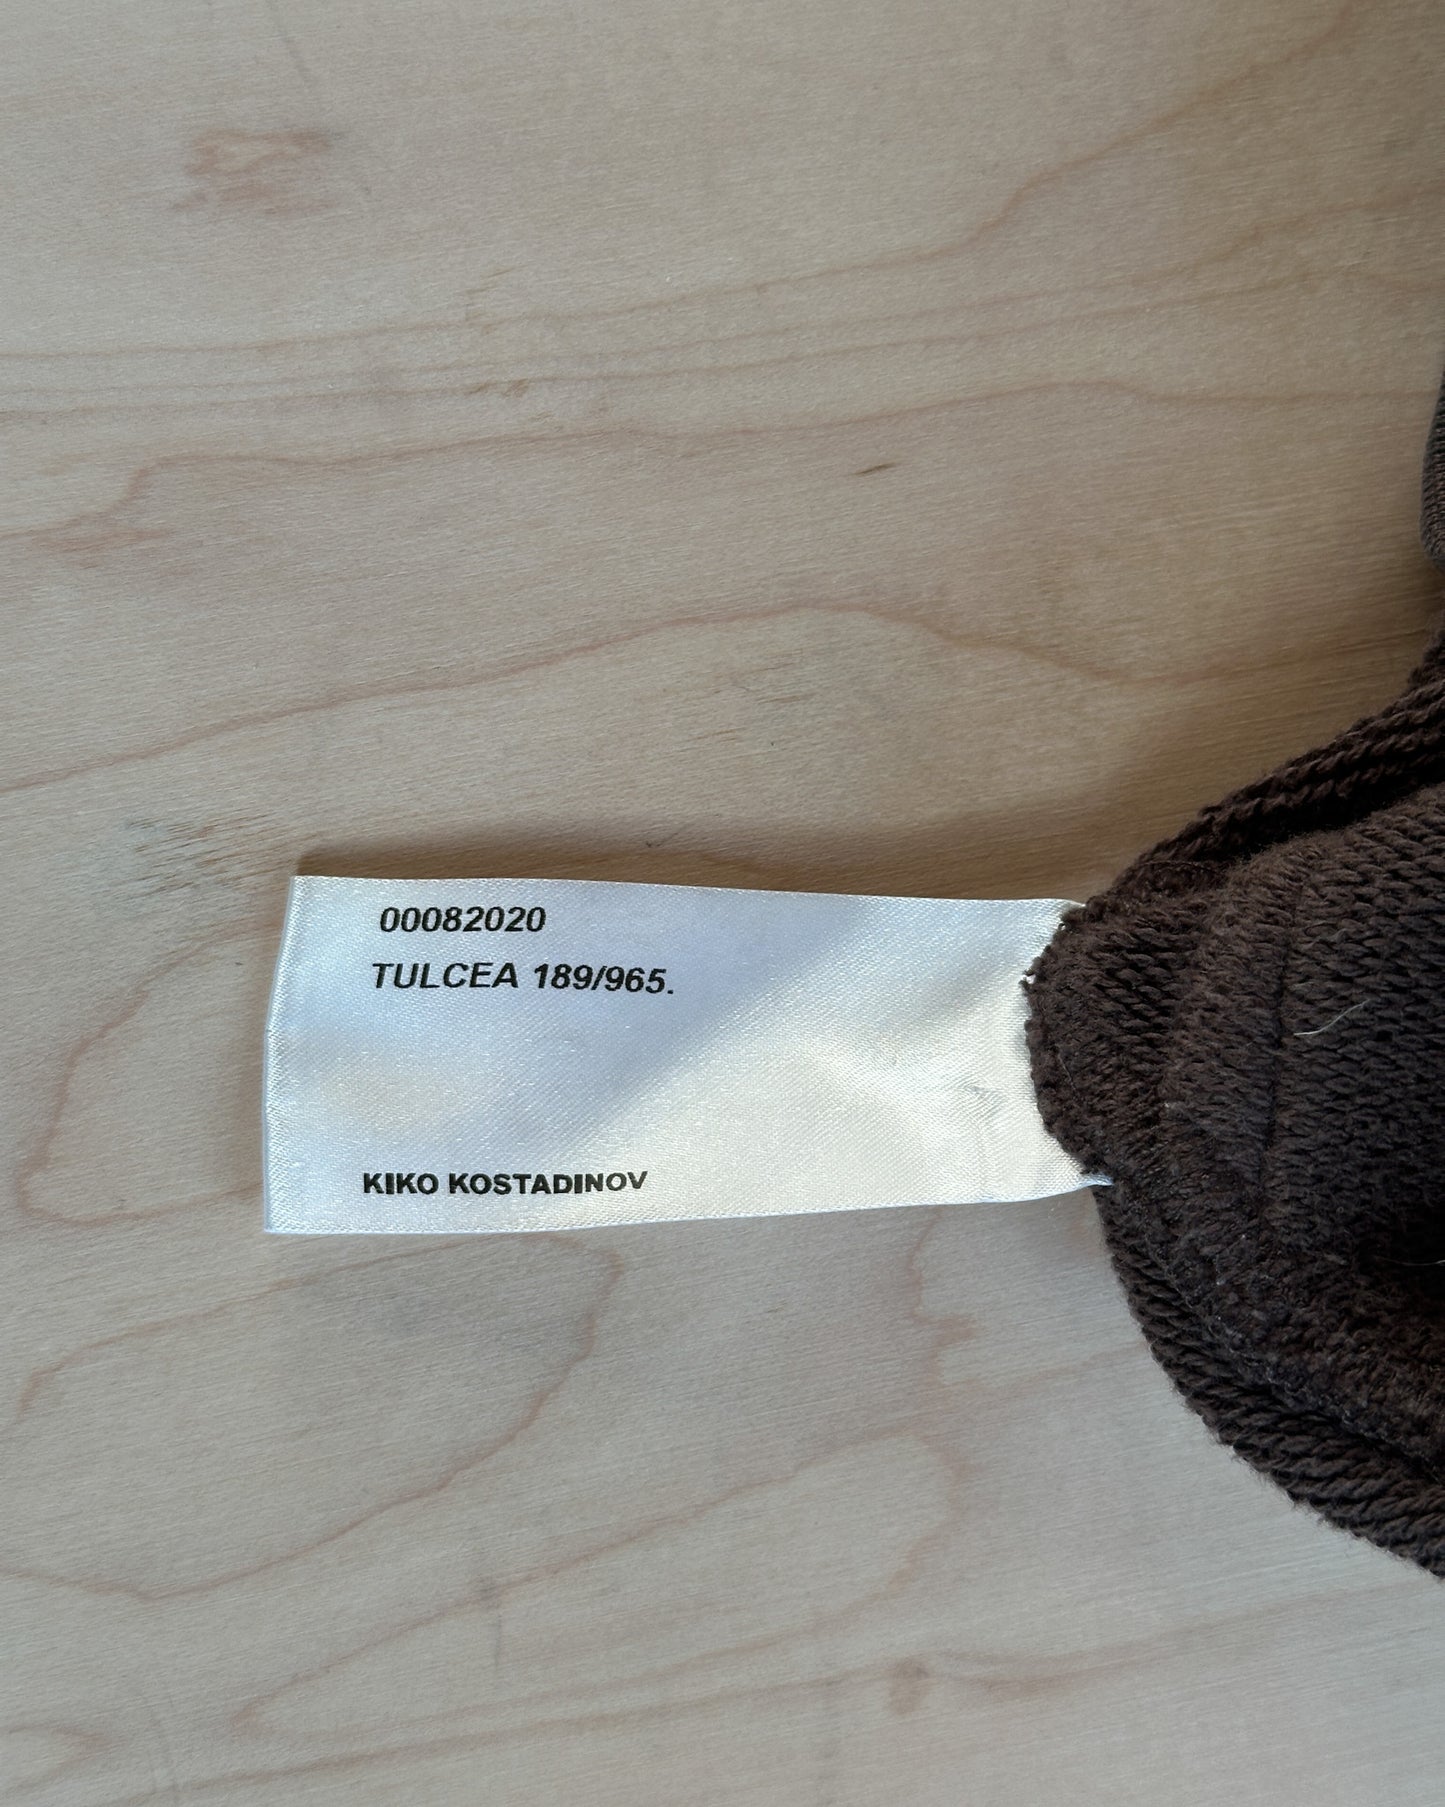 00082020
TULCEA 189/965.
KIKO KOSTADINOV